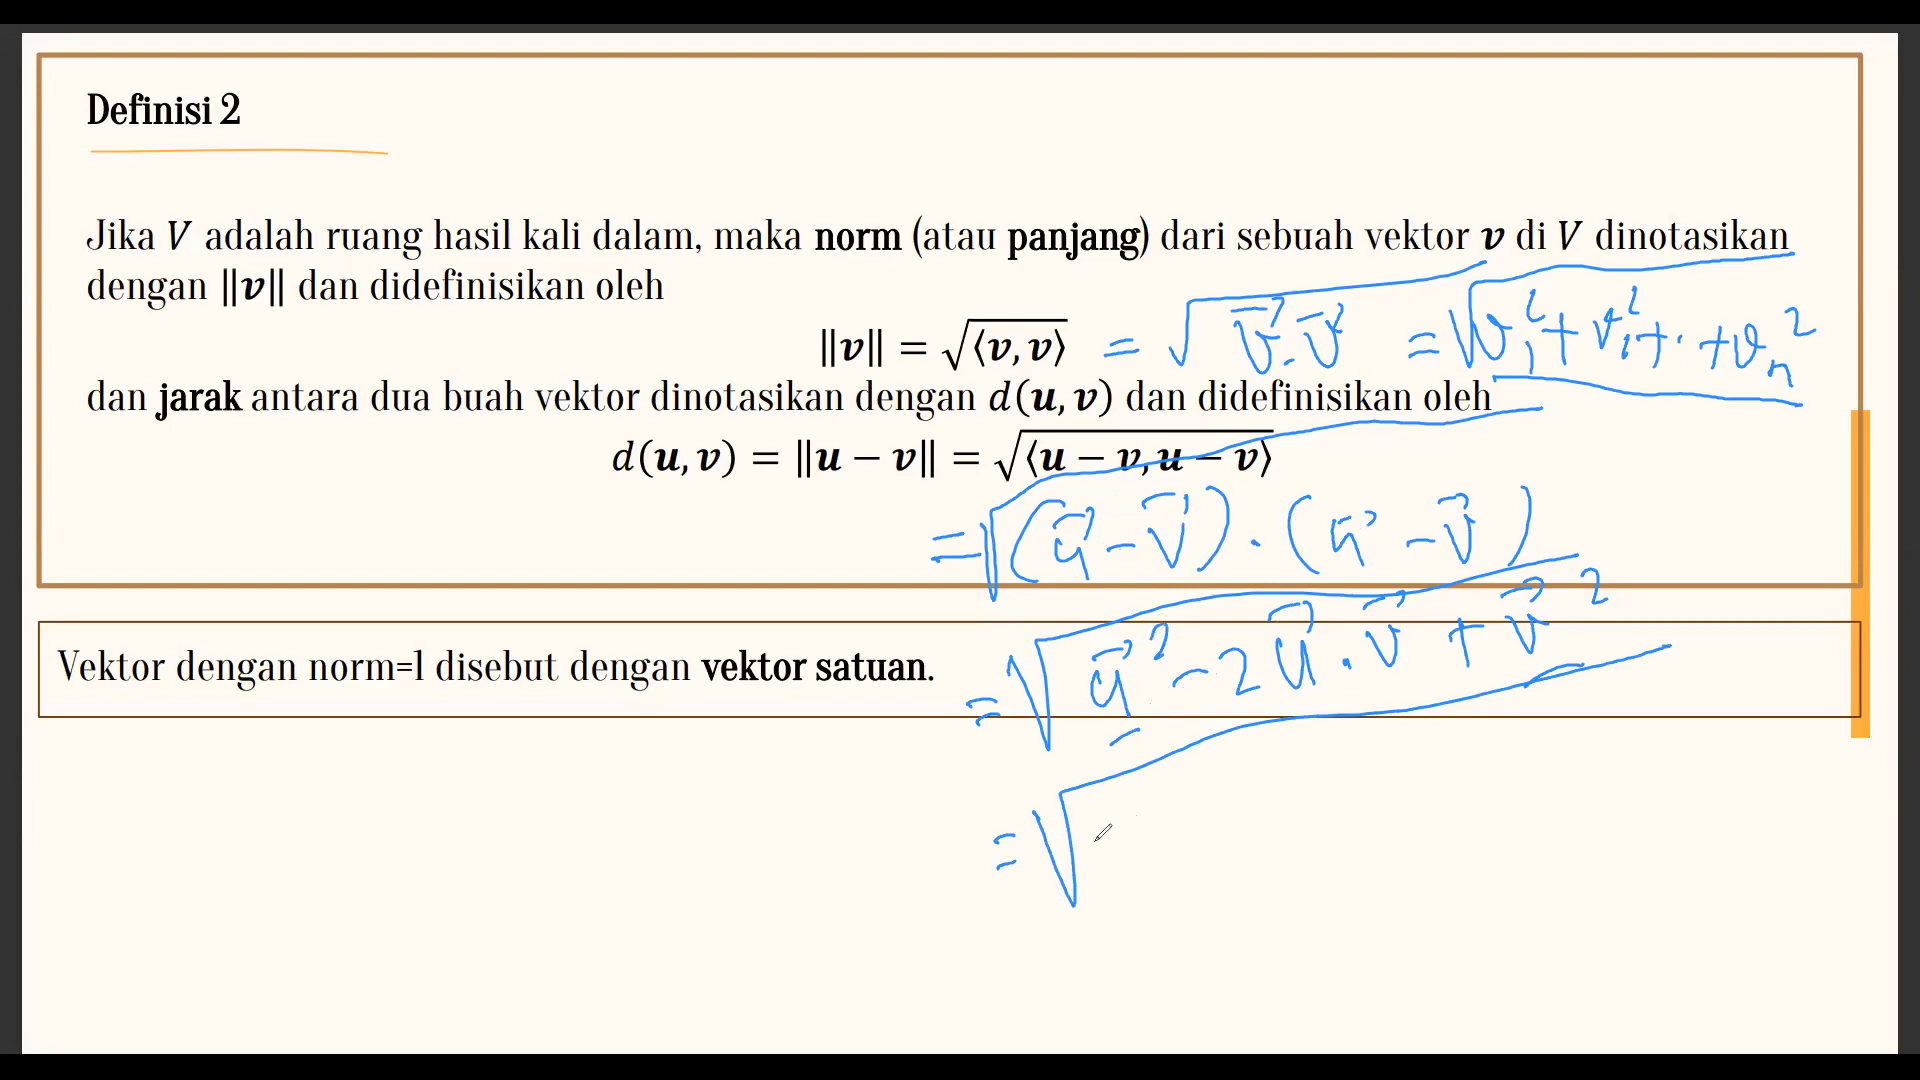 Definisi 2
Jika V adalah ruang hasil kali dalam, maka norm (atau panjang) dari sebuah vektor v di V dinotasikan
dengan ‖v‖ dan didefinisikan oleh
‖v‖ = √⟨v, v⟩ = √(v⃗ . v⃗) = √(v₁² + v₂² + .. + vₙ²)
dan jarak antara dua buah vektor dinotasikan dengan d(u, v) dan didefinisikan oleh
d(u, v) = ‖u − v‖ = √⟨u − v, u − v⟩
= √((u⃗ − v⃗) . (u⃗ − v⃗))
= √(u⃗² − 2 u⃗ . v⃗ + v⃗²)
Vektor dengan norm=1 disebut dengan vektor satuan.
= √